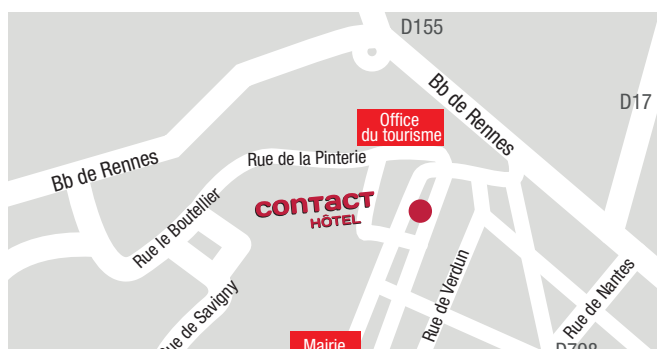 D155
Bb de Rennes
D17
Office
du tourisme
Rue de la Pinterie
Bb de Rennes
Rue le Boutellier
CONTACT
HÔTEL
Rue de Verdun
Rue de Nantes
ue de Savigny
Mairie